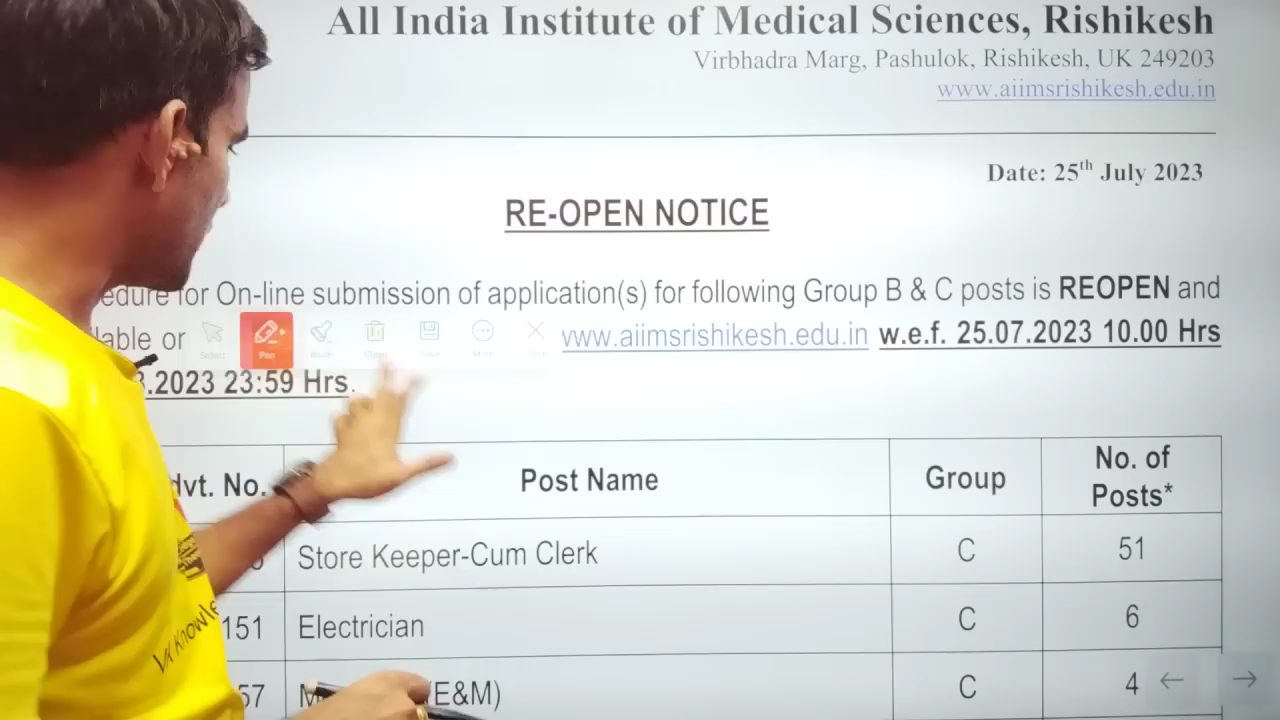 All India Institute of Medical Sciences, Rishikesh
Virbhadra Marg, Pashulok, Rishikesh, UK 249203
www.aiimsrishikesh.edu.in
Date: 25th July 2023
RE-OPEN NOTICE
for On-line submission of application(s) for following Group B & C posts is REOPEN and
or www.aiimsrishikesh.edu.in w.e.f. 25.07.2023 10.00 Hrs
.2023 23:59 Hrs.
Pen
No. Post Name Group No. of Posts*
Store Keeper-Cum Clerk C 51
151 Electrician C 6
57 (E&M) C 4